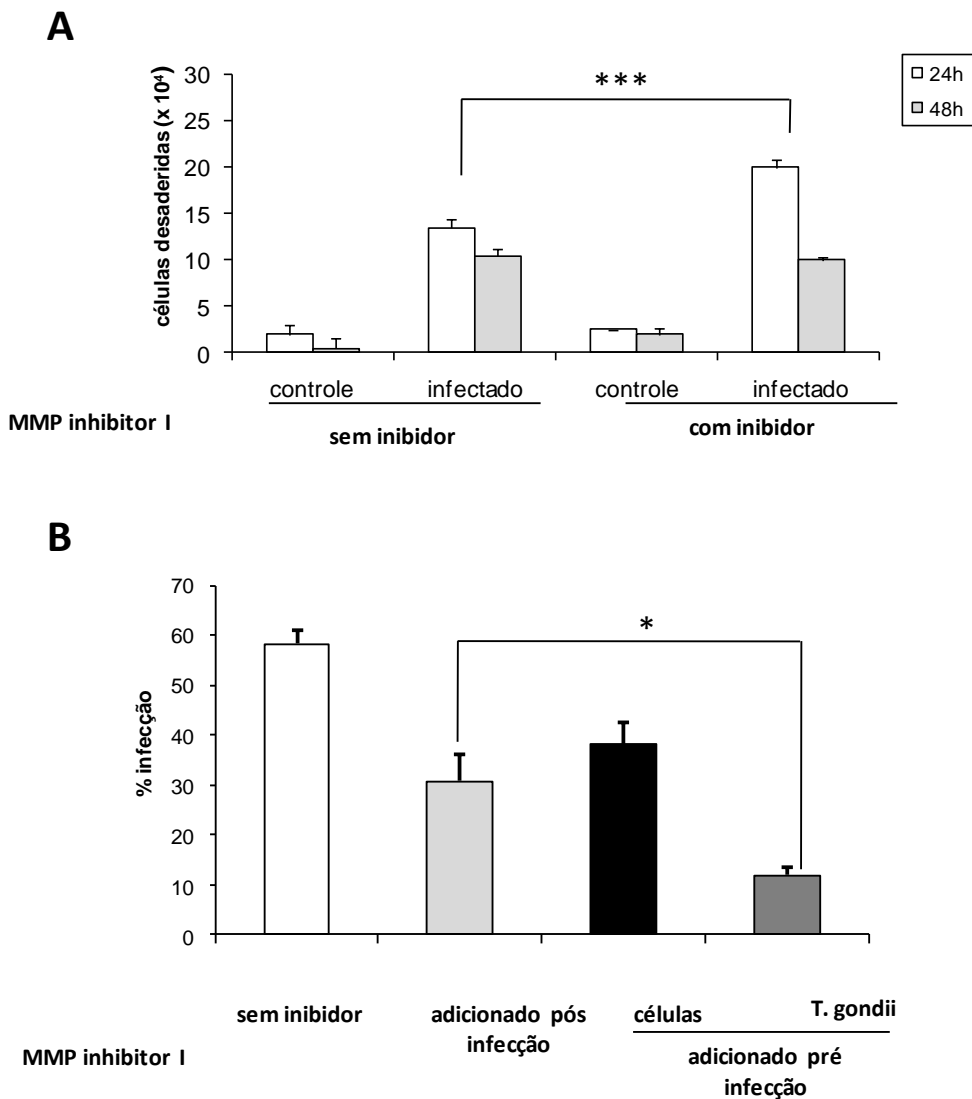 A
***
24h
48h
células desaderidas (x 10⁴)
30
25
20
15
10
5
0
controle
infectado
controle
infectado
MMP inhibitor I
sem inibidor
com inibidor
B
*
% infecção
70
60
50
40
30
20
10
0
sem inibidor
adicionado pós
infecção
células
T. gondii
MMP inhibitor I
adicionado pré
infecção